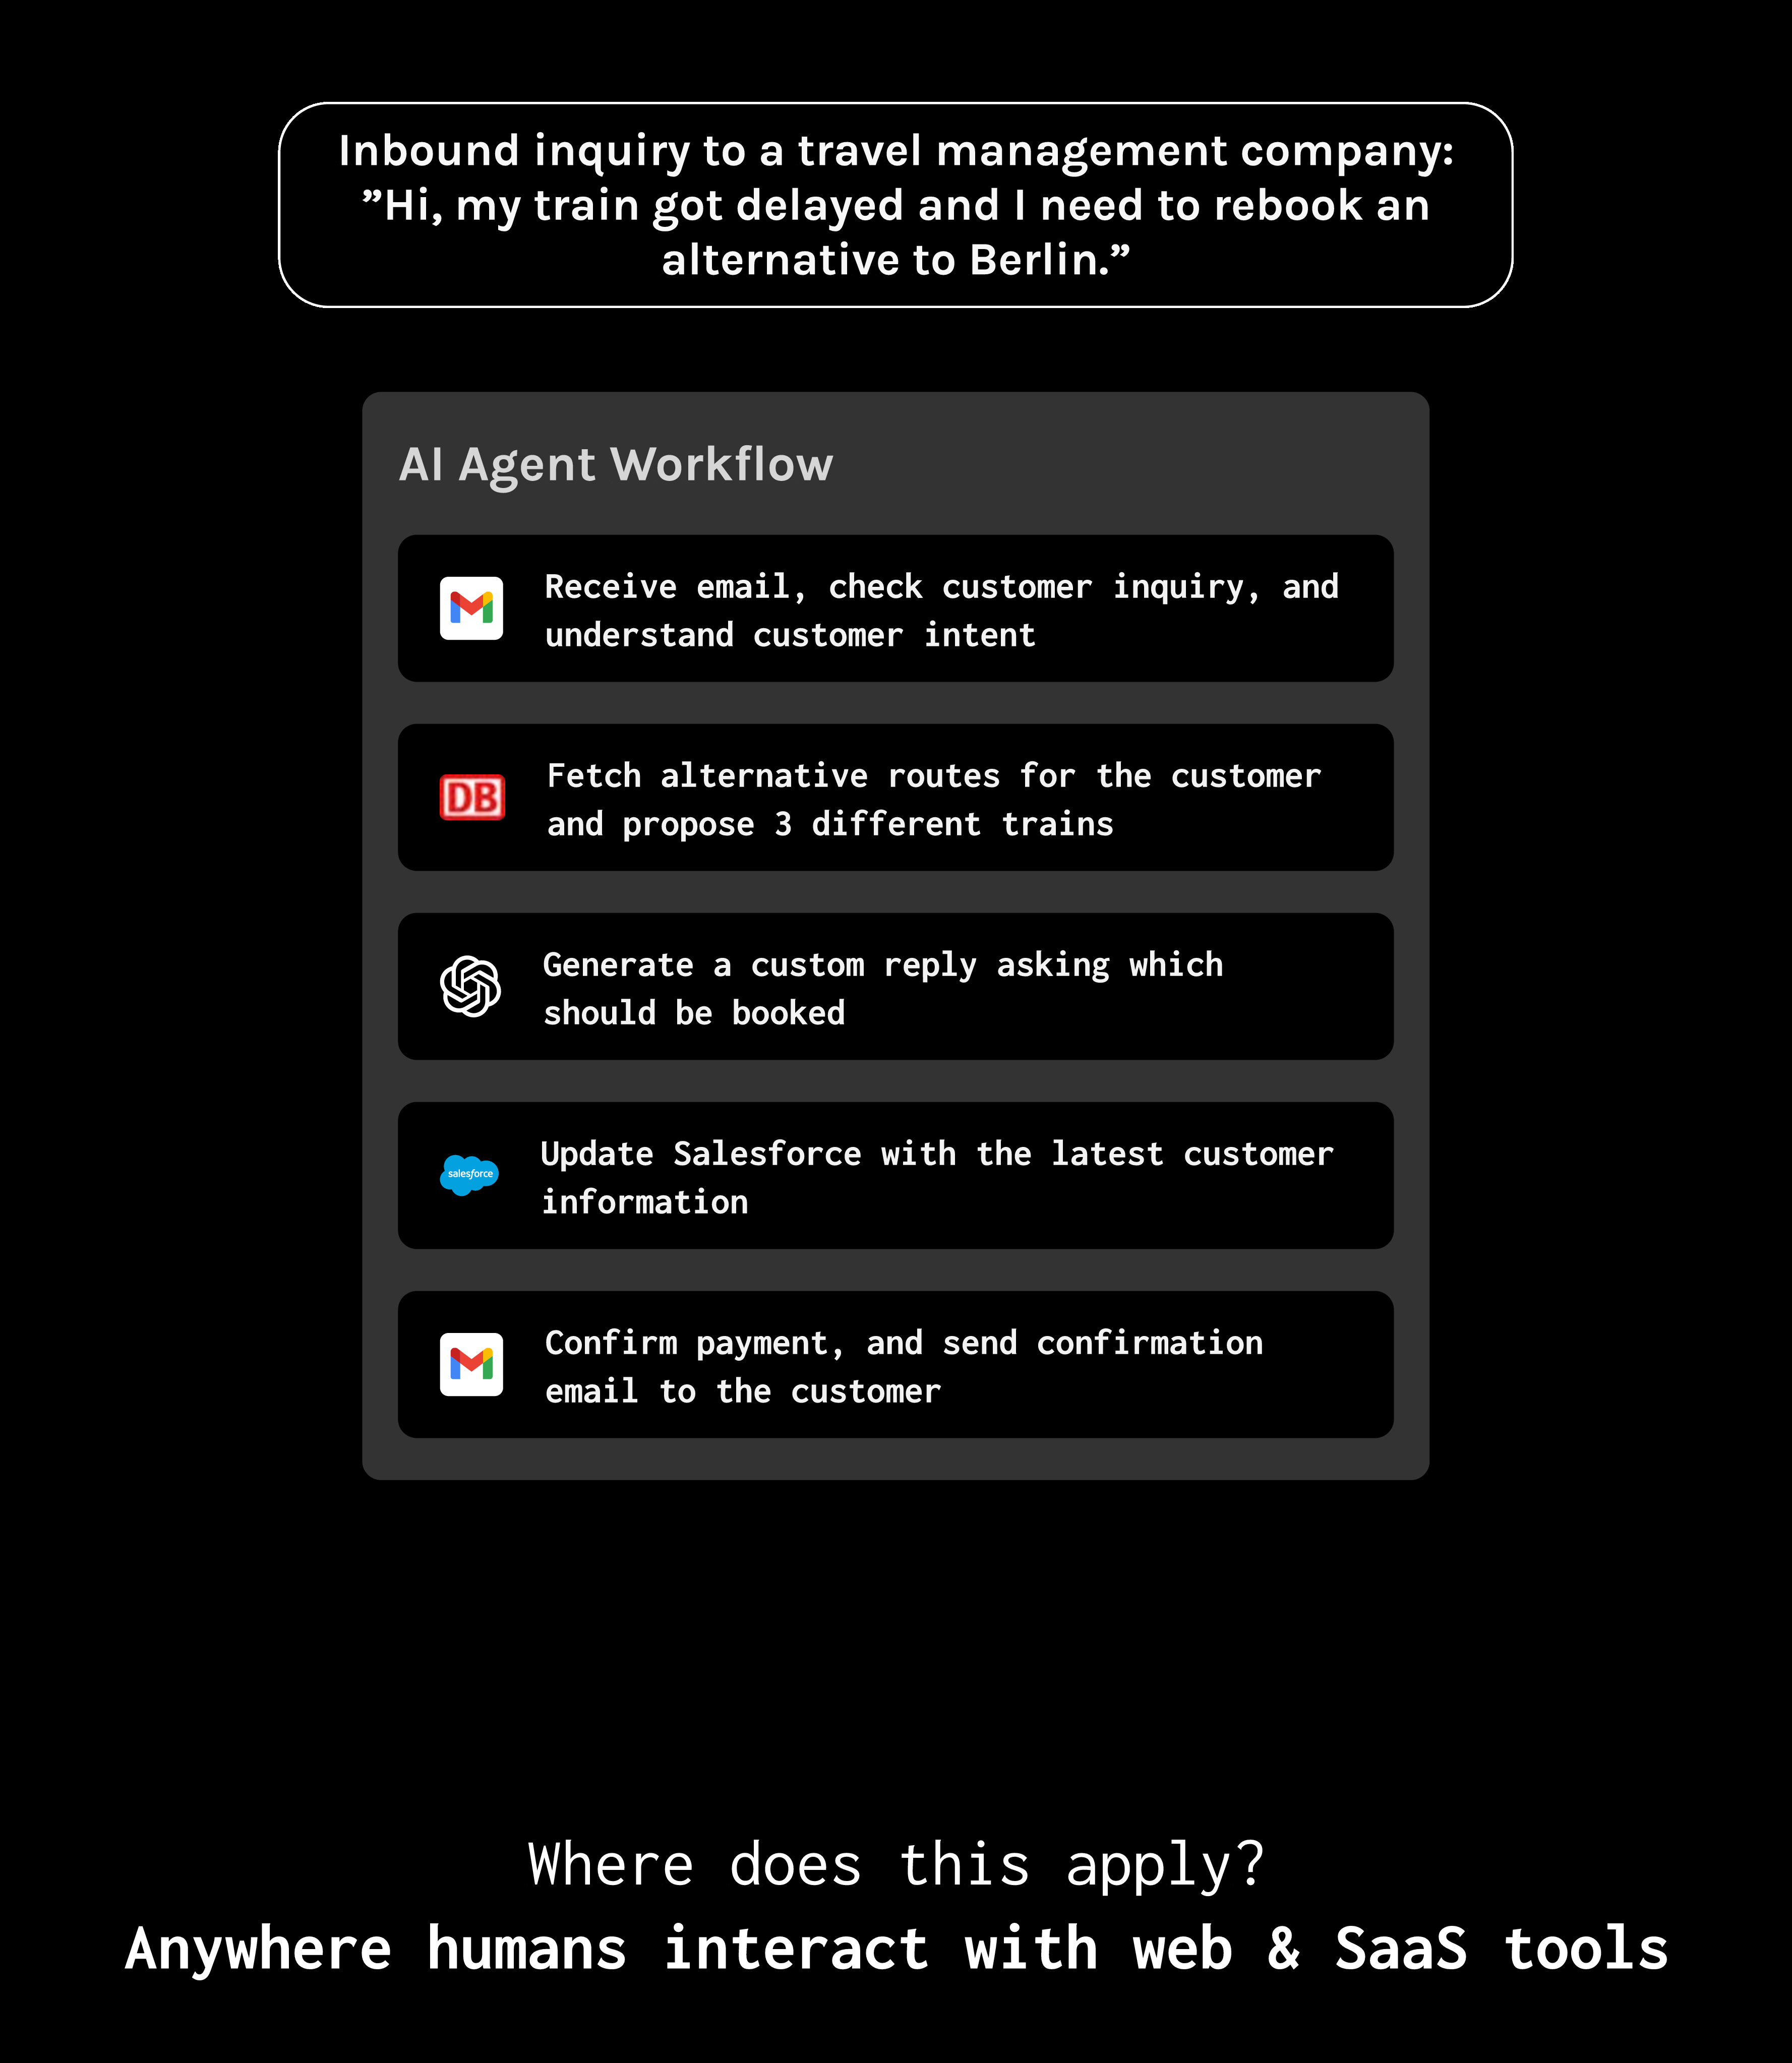 Inbound inquiry to a travel management company:
”Hi, my train got delayed and I need to rebook an
alternative to Berlin.”
AI Agent Workflow
Receive email, check customer inquiry, and
understand customer intent
DB
Fetch alternative routes for the customer
and propose 3 different trains
Generate a custom reply asking which
should be booked
salesforce
Update Salesforce with the latest customer
information
Confirm payment, and send confirmation
email to the customer
Where does this apply?
Anywhere humans interact with web & SaaS tools